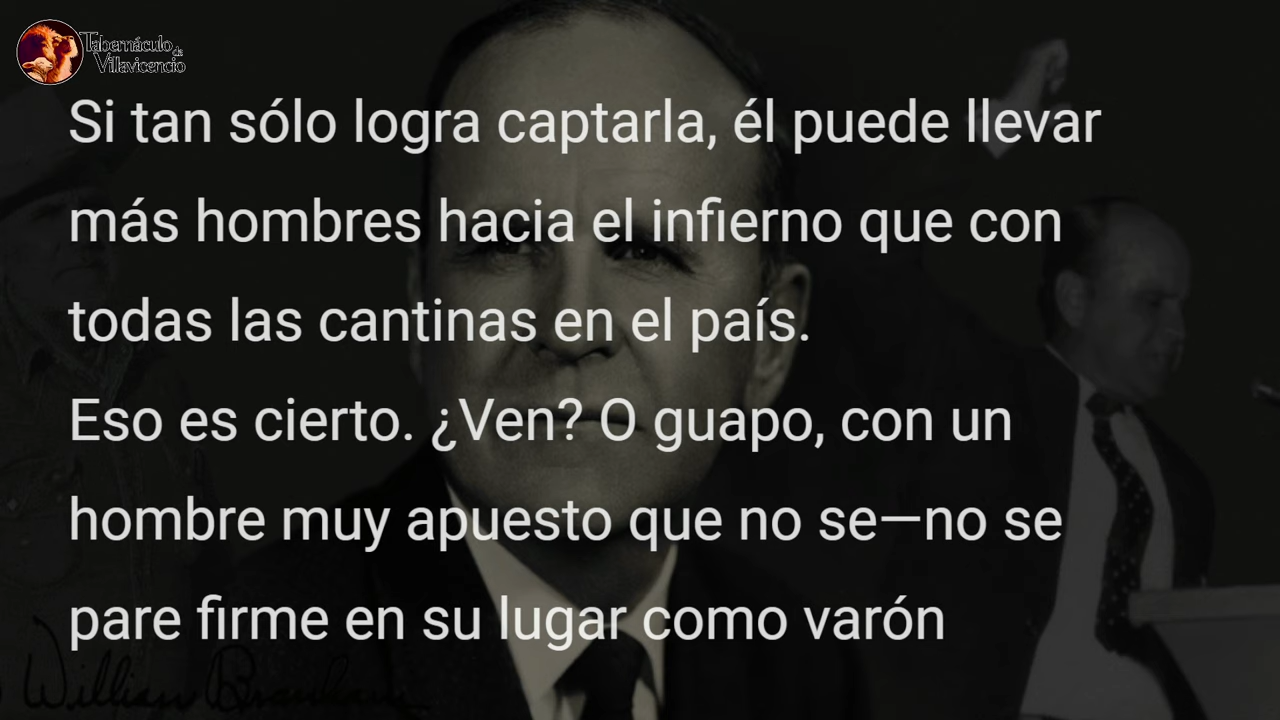 Tabernáculo de
Villavicencio
Si tan sólo logra captarla, él puede llevar
más hombres hacia el infierno que con
todas las cantinas en el país.
Eso es cierto. ¿Ven? O guapo, con un
hombre muy apuesto que no se—no se
pare firme en su lugar como varón
William Branham